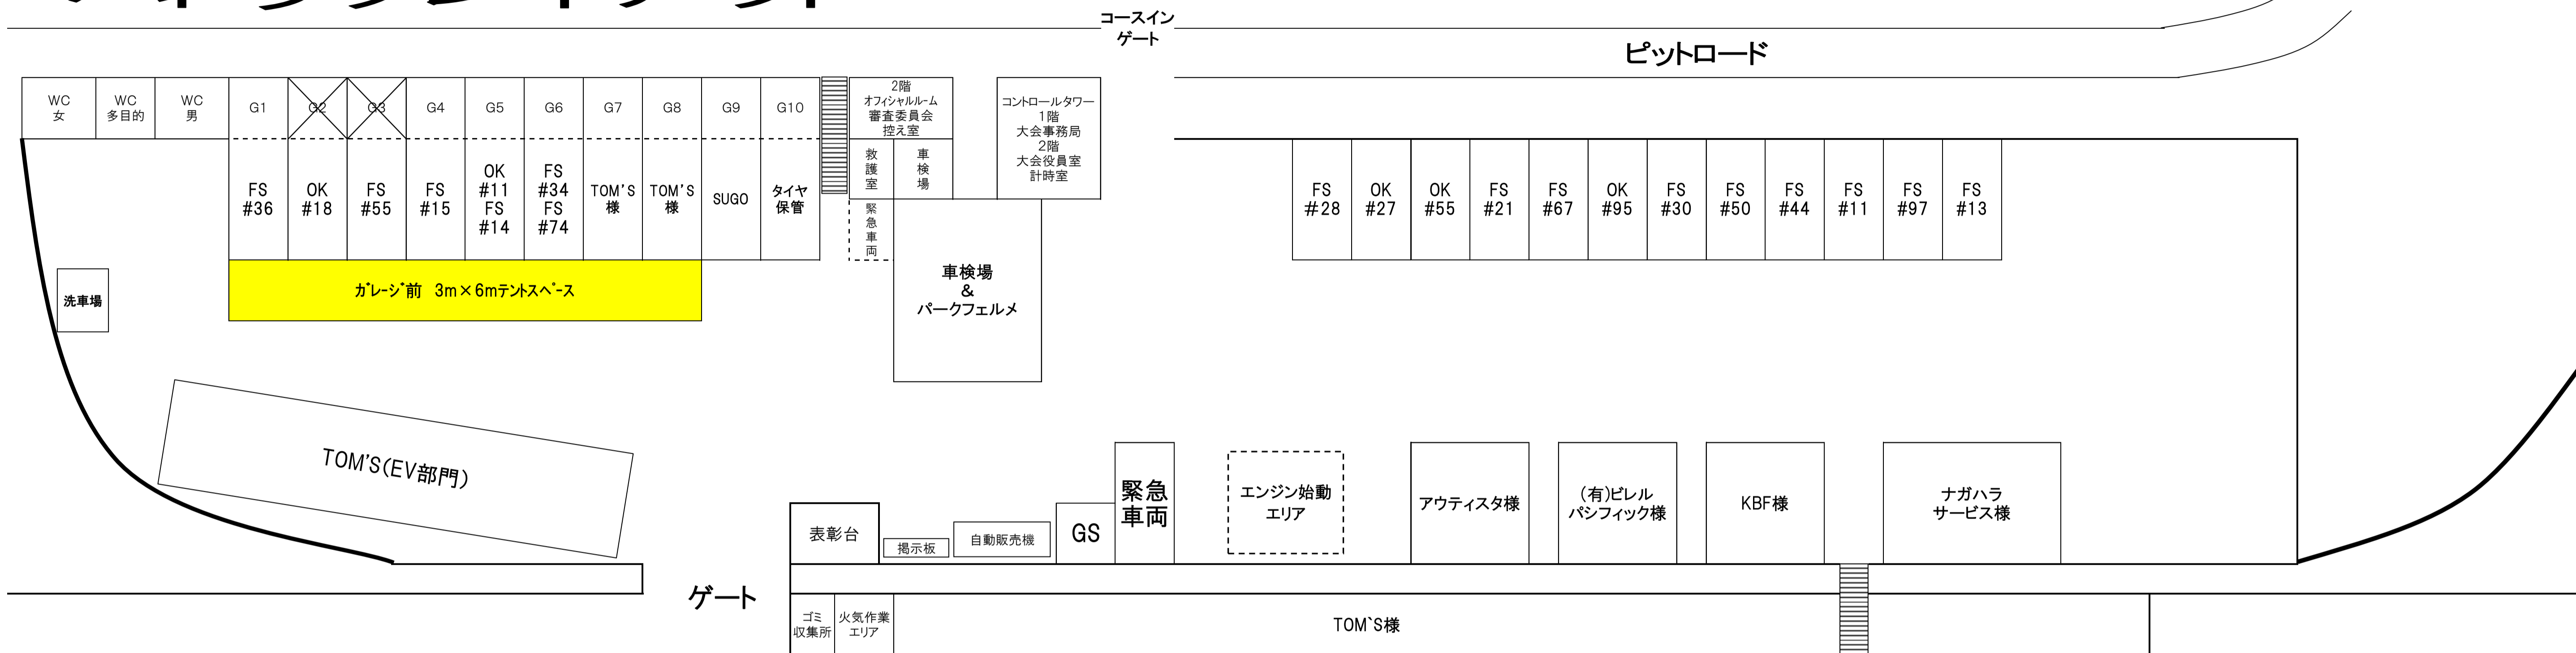 コースイン
ゲート
ピットロード
WC
女
WC
多目的
WC
男
G1
G2
G3
G4
G5
G6
G7
G8
G9
G10
2階
オフィシャルルーム
審査委員会
控え室
コントロールタワー
1階
大会事務局
2階
大会役員室
計時室
FS
#36
OK
#18
FS
#55
FS
#15
OK
#11
FS
#14
FS
#34
FS
#74
TOM'S
様
TOM'S
様
SUGO
タイヤ
保管
救護室
車検場
緊急車両
FS
#28
OK
#27
OK
#55
FS
#21
FS
#67
OK
#95
FS
#30
FS
#50
FS
#44
FS
#11
FS
#97
FS
#13
ガレージ前 3m×6mテントスペース
洗車場
車検場
&
パークフェルメ
TOM'S(EV部門)
表彰台
掲示板
自動販売機
GS
緊急
車両
エンジン始動
エリア
アウティスタ様
(有)ビレル
パシフィック様
KBF様
ナガハラ
サービス様
ゲート
ゴミ
収集所
火気作業
エリア
TOM`S様